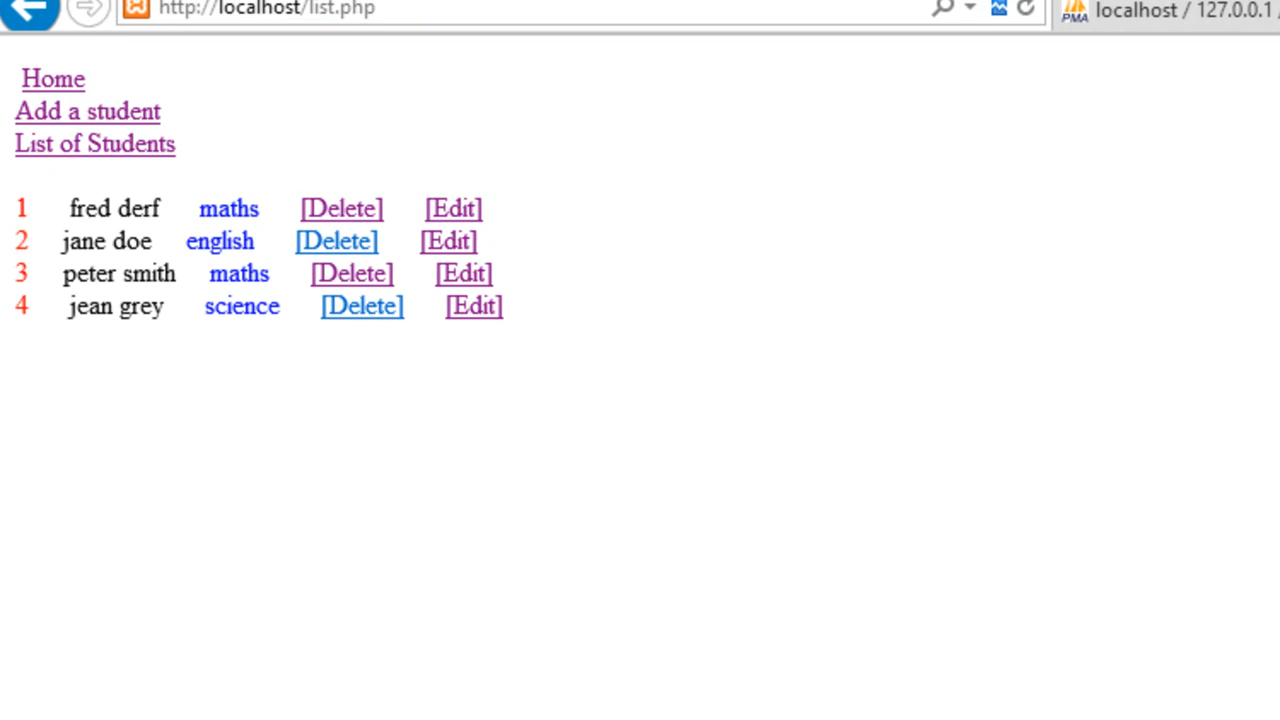 http://localhost/list.php
PMA localhost / 127.0.0.1 /
Home
Add a student
List of Students
1 fred derf maths [Delete] [Edit]
2 jane doe english [Delete] [Edit]
3 peter smith maths [Delete] [Edit]
4 jean grey science [Delete] [Edit]